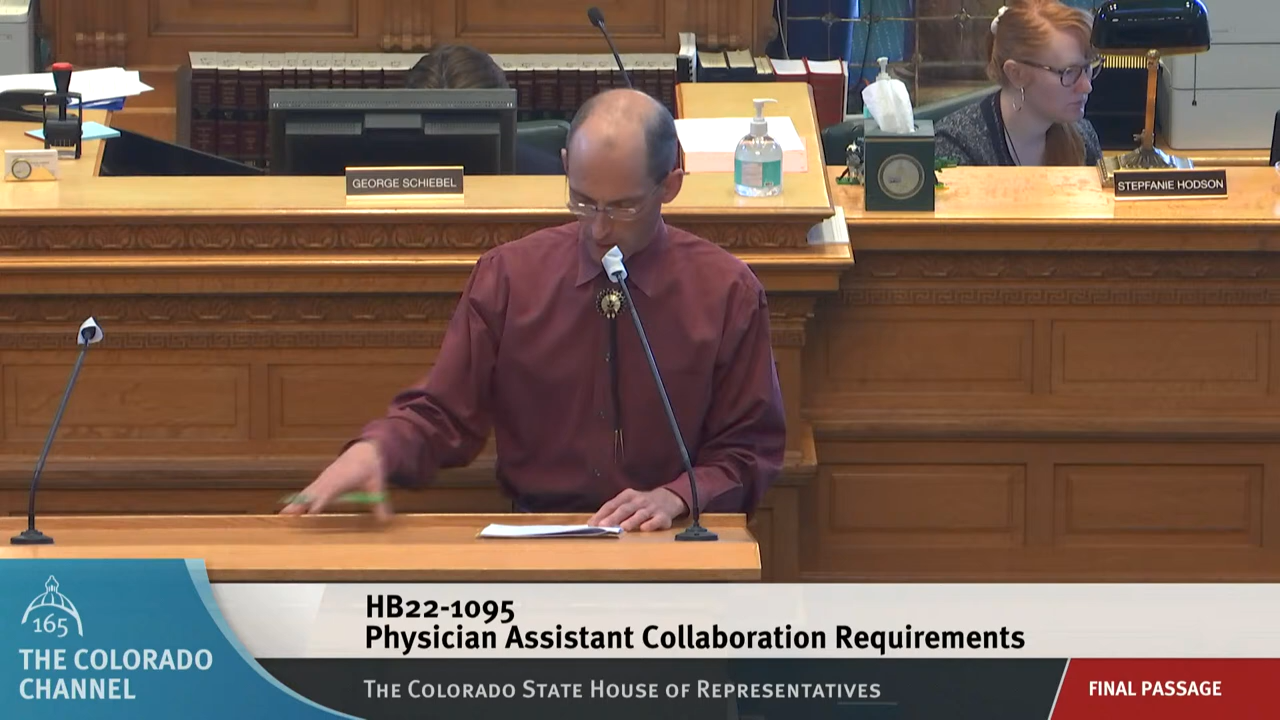 GEORGE SCHIEBEL
STEPFANIE HODSON
165
THE COLORADO
CHANNEL
HB22-1095
Physician Assistant Collaboration Requirements
THE COLORADO STATE HOUSE OF REPRESENTATIVES
FINAL PASSAGE